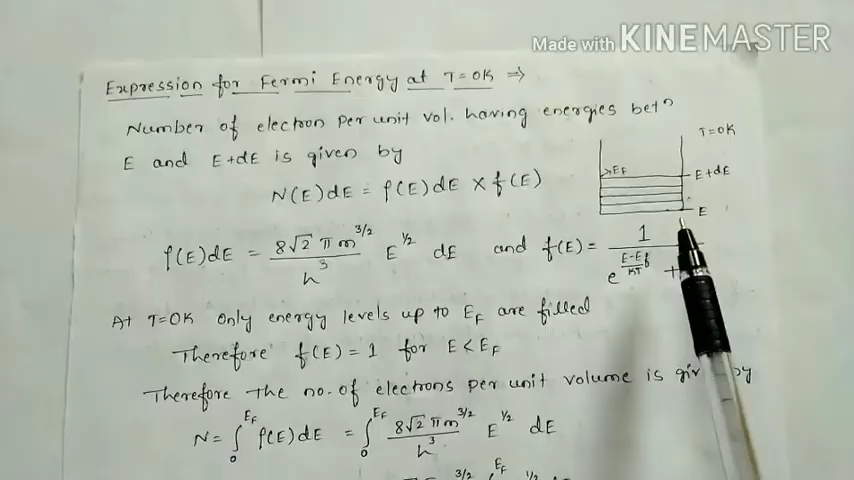 Made with KINEMASTER
Expression for Fermi Energy at T=0K ⇒
Number of electron per unit vol. having energies betn
E and E+dE is given by
N(E)dE = ρ(E)dE × f(E)
T=0K
EF
E+dE
E
ρ(E)dE = 8√2 πm^3/2 / h^3 E^1/2 dE and f(E) = 1 / e^(E-Ef/KT) +
At T=0K Only energy levels up to EF are filled
Therefore f(E) = 1 for E < EF
Therefore The no. of electrons per unit volume is by
N = ∫0^EF ρ(E)dE = ∫0^EF 8√2 πm^3/2 / h^3 E^1/2 dE
3/2 EF 1/2